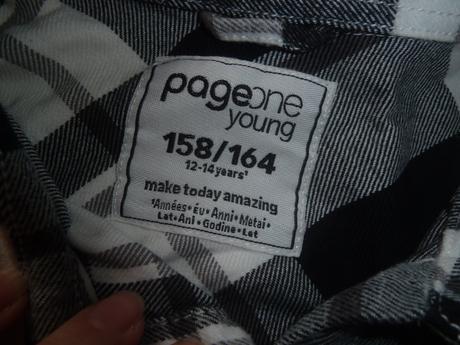 pageone
young
158/164
12-14 years¹
make today amazing
¹Années • Év • Anni • Metai •
Lat • Ani • Godine • Let